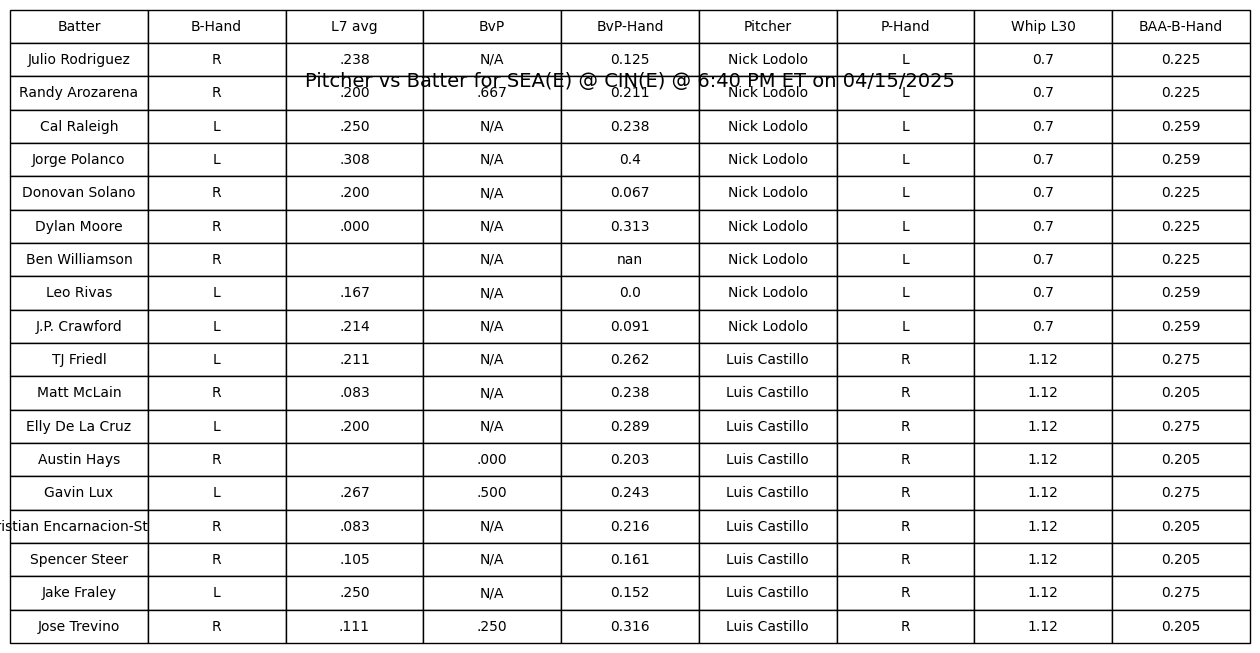 Batter B-Hand L7 avg BvP BvP-Hand Pitcher P-Hand Whip L30 BAA-B-Hand
Julio Rodriguez R .238 N/A 0.125 Nick Lodolo L 0.7 0.225
Pitcher vs Batter for SEA(E) @ CIN(E) @ 6:40 PM ET on 04/15/2025
Randy Arozarena R .200 .667 0.211 Nick Lodolo L 0.7 0.225
Cal Raleigh L .250 N/A 0.238 Nick Lodolo L 0.7 0.259
Jorge Polanco L .308 N/A 0.4 Nick Lodolo L 0.7 0.259
Donovan Solano R .200 N/A 0.067 Nick Lodolo L 0.7 0.225
Dylan Moore R .000 N/A 0.313 Nick Lodolo L 0.7 0.225
Ben Williamson R N/A nan Nick Lodolo L 0.7 0.225
Leo Rivas L .167 N/A 0.0 Nick Lodolo L 0.7 0.259
J.P. Crawford L .214 N/A 0.091 Nick Lodolo L 0.7 0.259
TJ Friedl L .211 N/A 0.262 Luis Castillo R 1.12 0.275
Matt McLain R .083 N/A 0.238 Luis Castillo R 1.12 0.205
Elly De La Cruz L .200 N/A 0.289 Luis Castillo R 1.12 0.275
Austin Hays R .000 0.203 Luis Castillo R 1.12 0.205
Gavin Lux L .267 .500 0.243 Luis Castillo R 1.12 0.275
ristian Encarnacion-St R .083 N/A 0.216 Luis Castillo R 1.12 0.205
Spencer Steer R .105 N/A 0.161 Luis Castillo R 1.12 0.205
Jake Fraley L .250 N/A 0.152 Luis Castillo R 1.12 0.275
Jose Trevino R .111 .250 0.316 Luis Castillo R 1.12 0.205